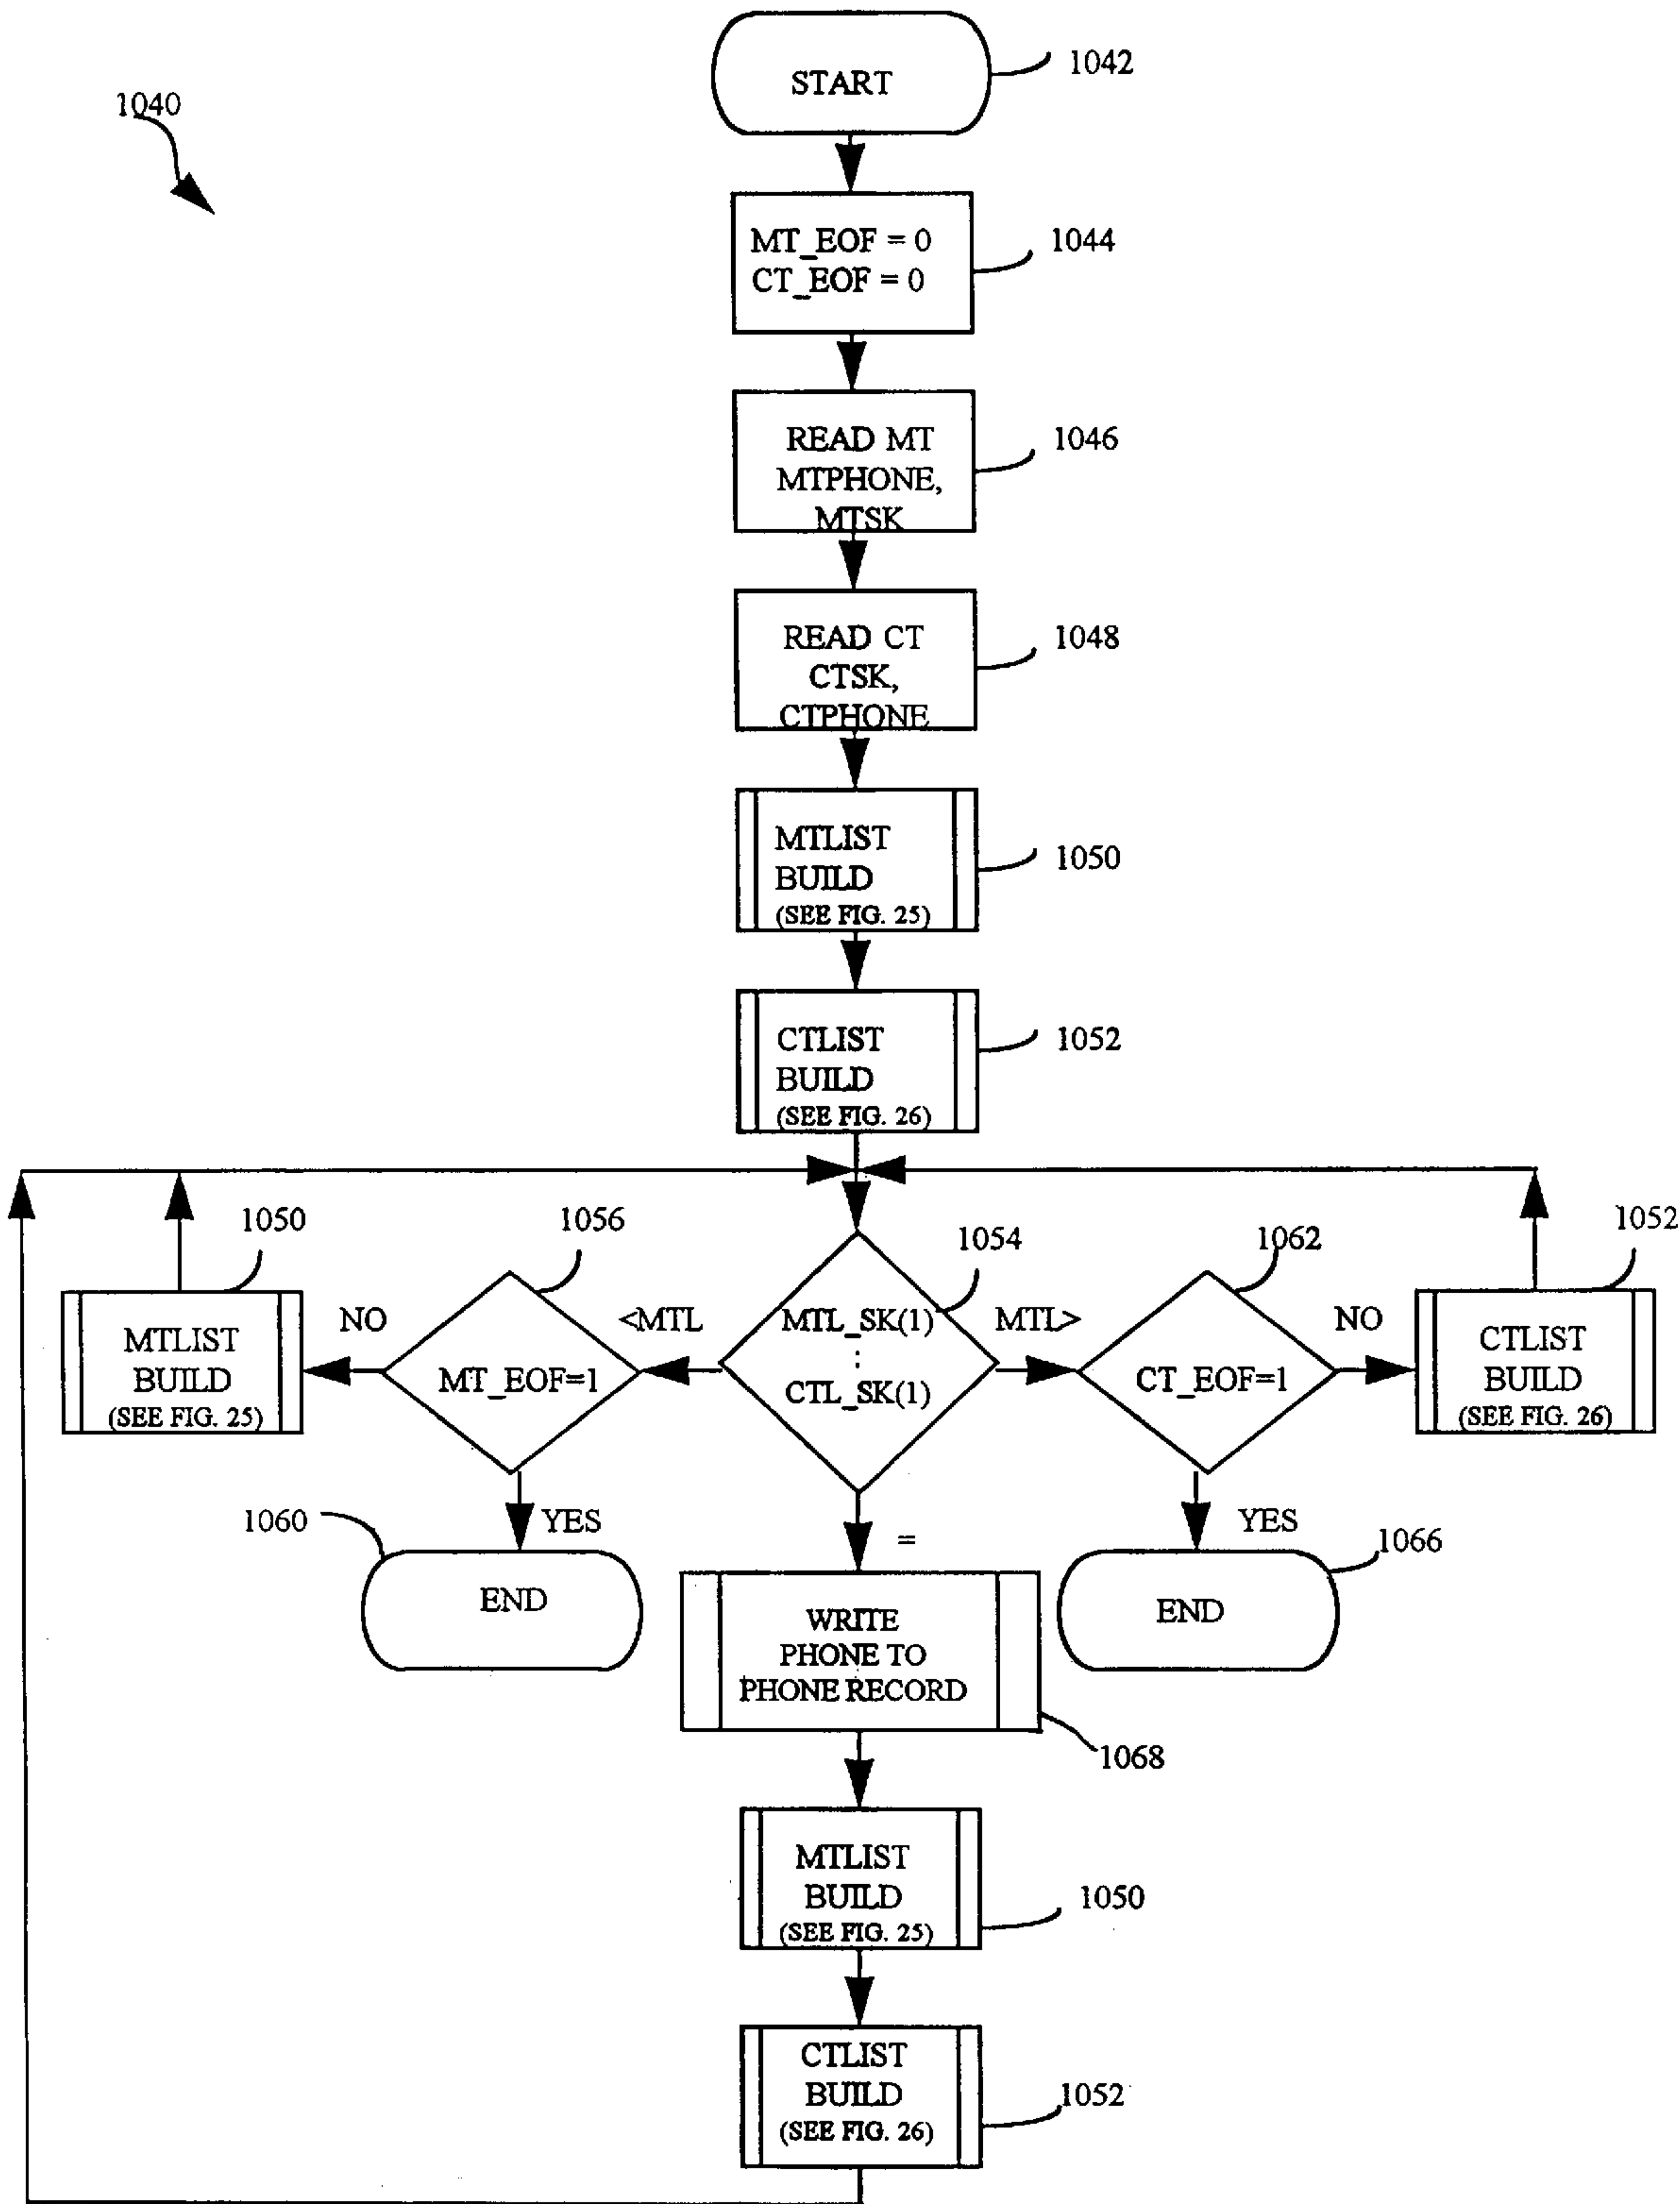 START
1042
1040
MT_EOF = 0
CT_EOF = 0
1044
READ MT
MTPHONE,
MTSK
1046
READ CT
CTSK,
CTPHONE
1048
MTLIST
BUILD
(SEE FIG. 25)
1050
CTLIST
BUILD
(SEE FIG. 26)
1052
1050
MTLIST
BUILD
(SEE FIG. 25)
NO
1056
MT_EOF=1
<MTL
1054
MTL_SK(1)
:
CTL_SK(1)
MTL>
1062
CT_EOF=1
NO
1052
CTLIST
BUILD
(SEE FIG. 26)
YES
1060
END
=
YES
1066
END
WRITE
PHONE TO
PHONE RECORD
1068
MTLIST
BUILD
(SEE FIG. 25)
1050
CTLIST
BUILD
(SEE FIG. 26)
1052